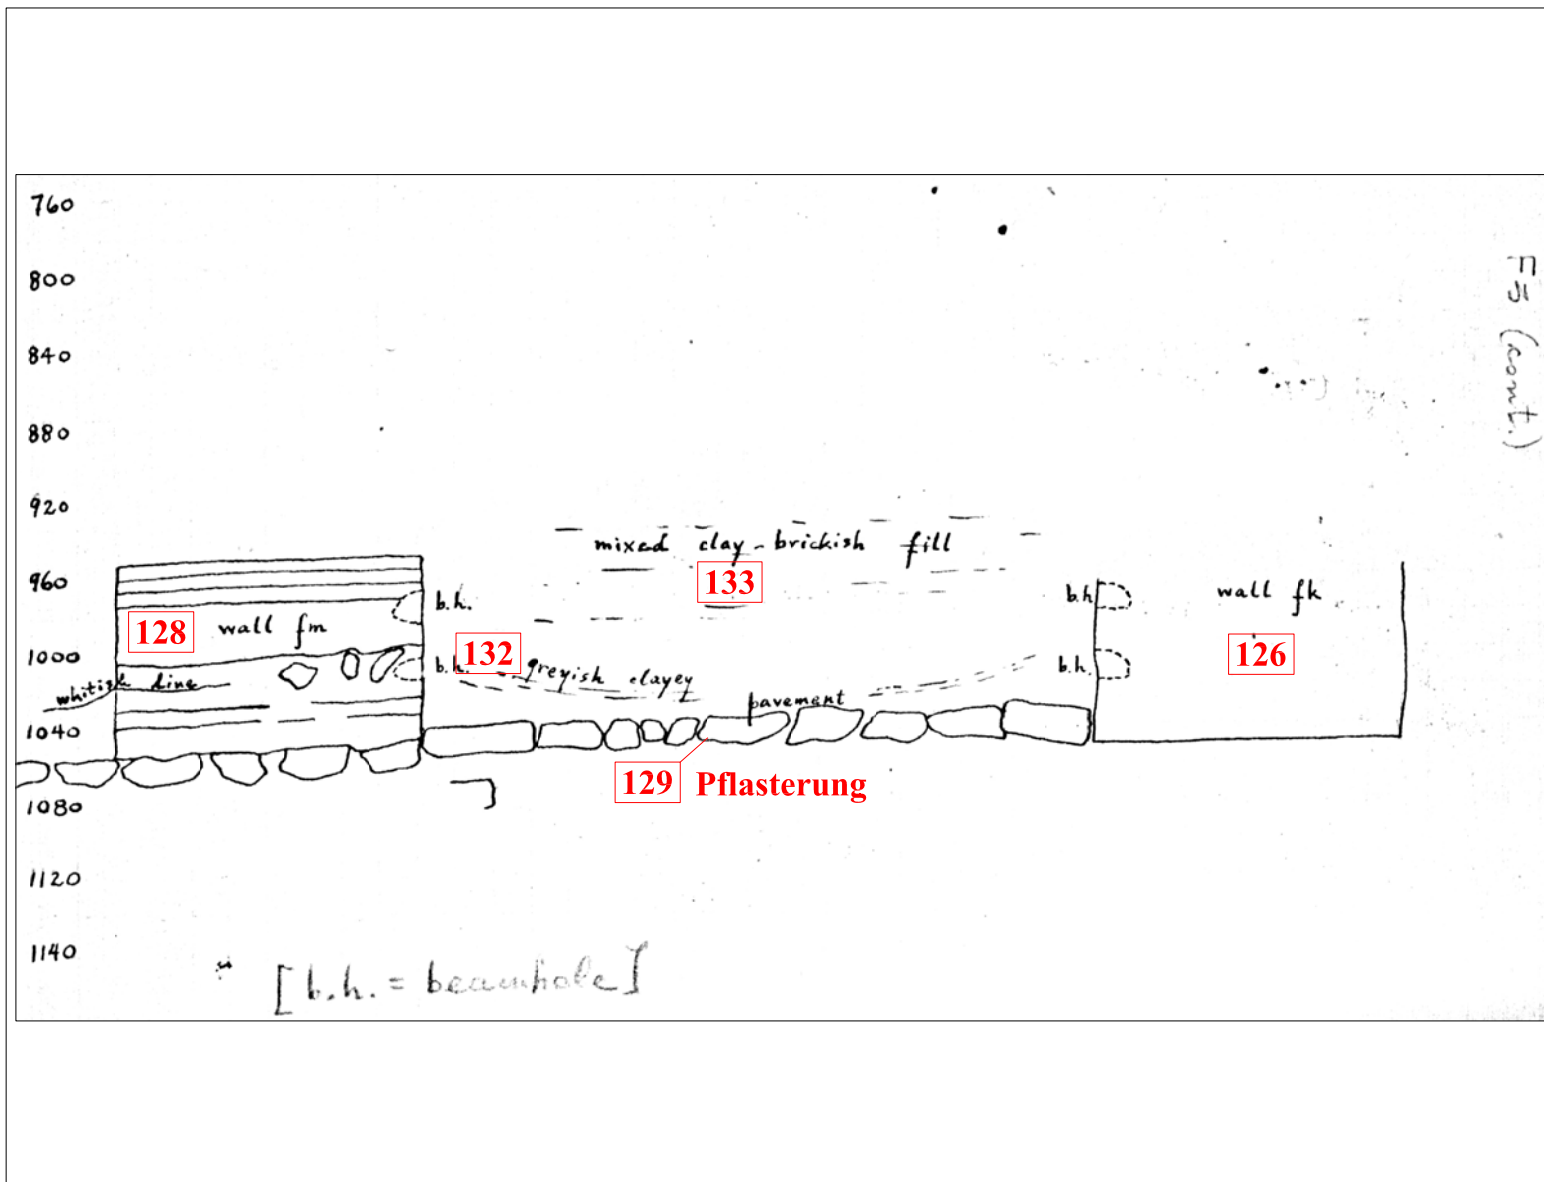 760
800
840
880
920
960
1000
1040
1080
1120
1140
F5 (cont.)
mixed clay-brickish fill
133
b.h.
b.h
wall fk
128 wall fm
132
b.h.
greyish clayey
b.h.
126
whitish line
pavement
129 Pflasterung
[b.h. = beamhole]